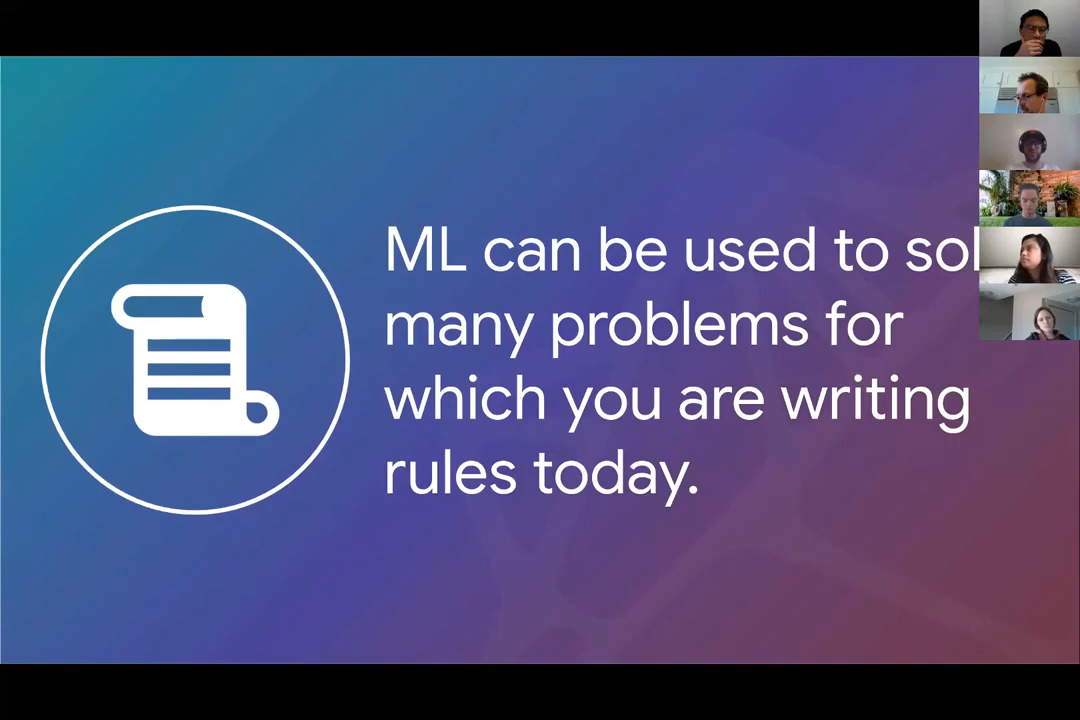 ML can be used to sol
many problems for
which you are writing
rules today.